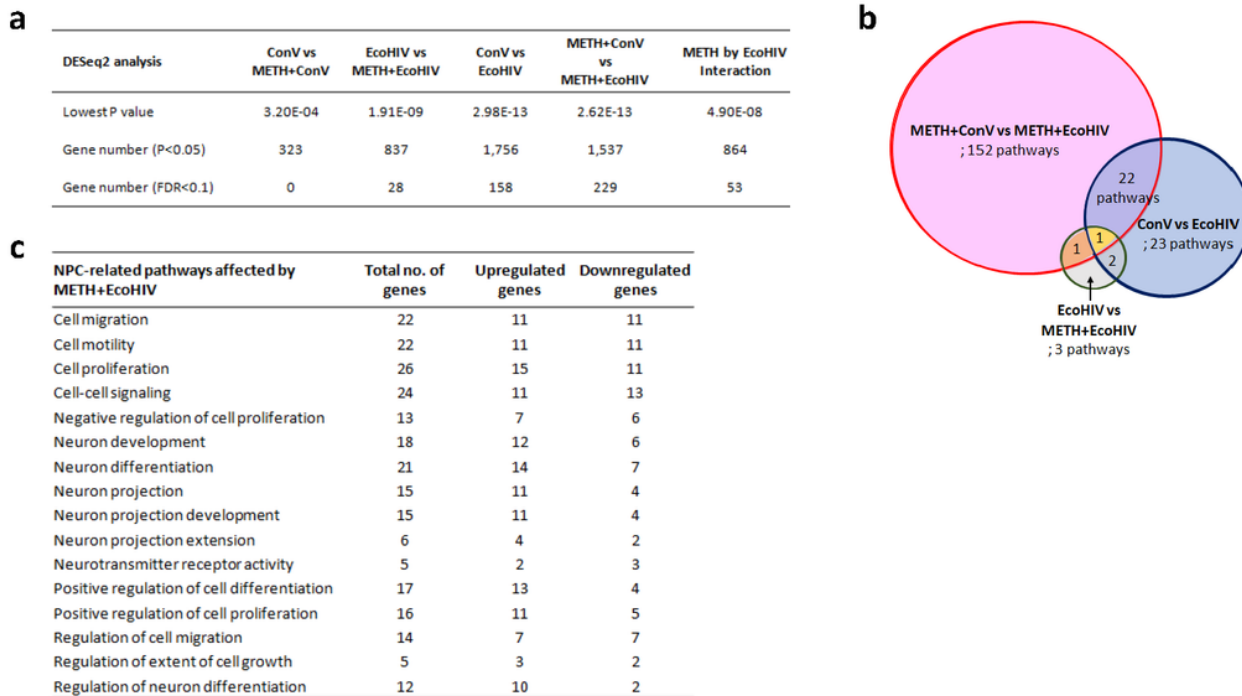 a
DESeq2 analysis ConV vs METH+ConV EcoHIV vs METH+EcoHIV ConV vs EcoHIV METH+ConV vs METH+EcoHIV METH by EcoHIV Interaction
Lowest P value 3.20E-04 1.91E-09 2.98E-13 2.62E-13 4.90E-08
Gene number (P<0.05) 323 837 1,756 1,537 864
Gene number (FDR<0.1) 0 28 158 229 53
b
METH+ConV vs METH+EcoHIV
; 152 pathways
22
pathways
ConV vs EcoHIV
; 23 pathways
1
1
2
EcoHIV vs
METH+EcoHIV
; 3 pathways
c
NPC-related pathways affected by METH+EcoHIV Total no. of genes Upregulated genes Downregulated genes
Cell migration 22 11 11
Cell motility 22 11 11
Cell proliferation 26 15 11
Cell-cell signaling 24 11 13
Negative regulation of cell proliferation 13 7 6
Neuron development 18 12 6
Neuron differentiation 21 14 7
Neuron projection 15 11 4
Neuron projection development 15 11 4
Neuron projection extension 6 4 2
Neurotransmitter receptor activity 5 2 3
Positive regulation of cell differentiation 17 13 4
Positive regulation of cell proliferation 16 11 5
Regulation of cell migration 14 7 7
Regulation of extent of cell growth 5 3 2
Regulation of neuron differentiation 12 10 2